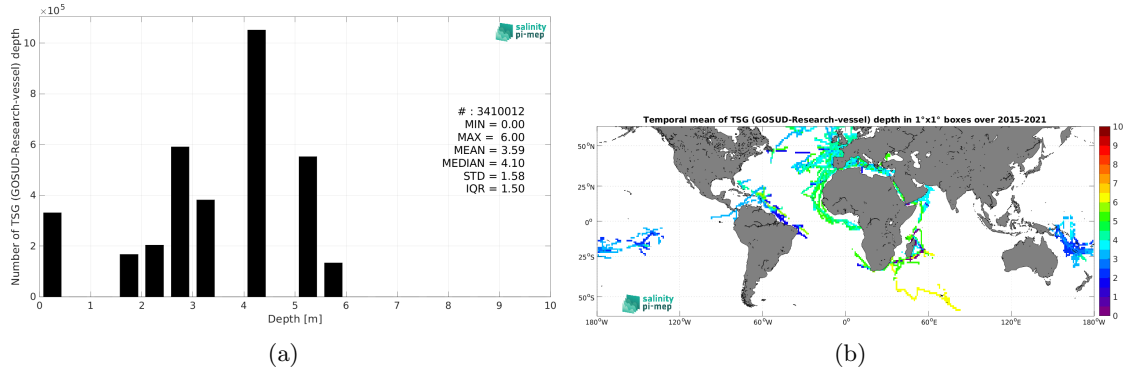 ×10⁵
10
8
6
4
2
0
Number of TSG (GOSUD-Research-vessel) depth
salinity
pi-mep
# : 3410012
MIN = 0.00
MAX = 6.00
MEAN = 3.59
MEDIAN = 4.10
STD = 1.58
IQR = 1.50
0 1 2 3 4 5 6 7 8 9 10
Depth [m]
(a)
Temporal mean of TSG (GOSUD-Research-vessel) depth in 1°x1° boxes over 2015-2021
50°N
25°N
0°
25°S
50°S
salinity
pi-mep
180°W 120°W 60°W 0° 60°E 120°E 180°W
10
9
8
7
6
5
4
3
2
1
0
(b)